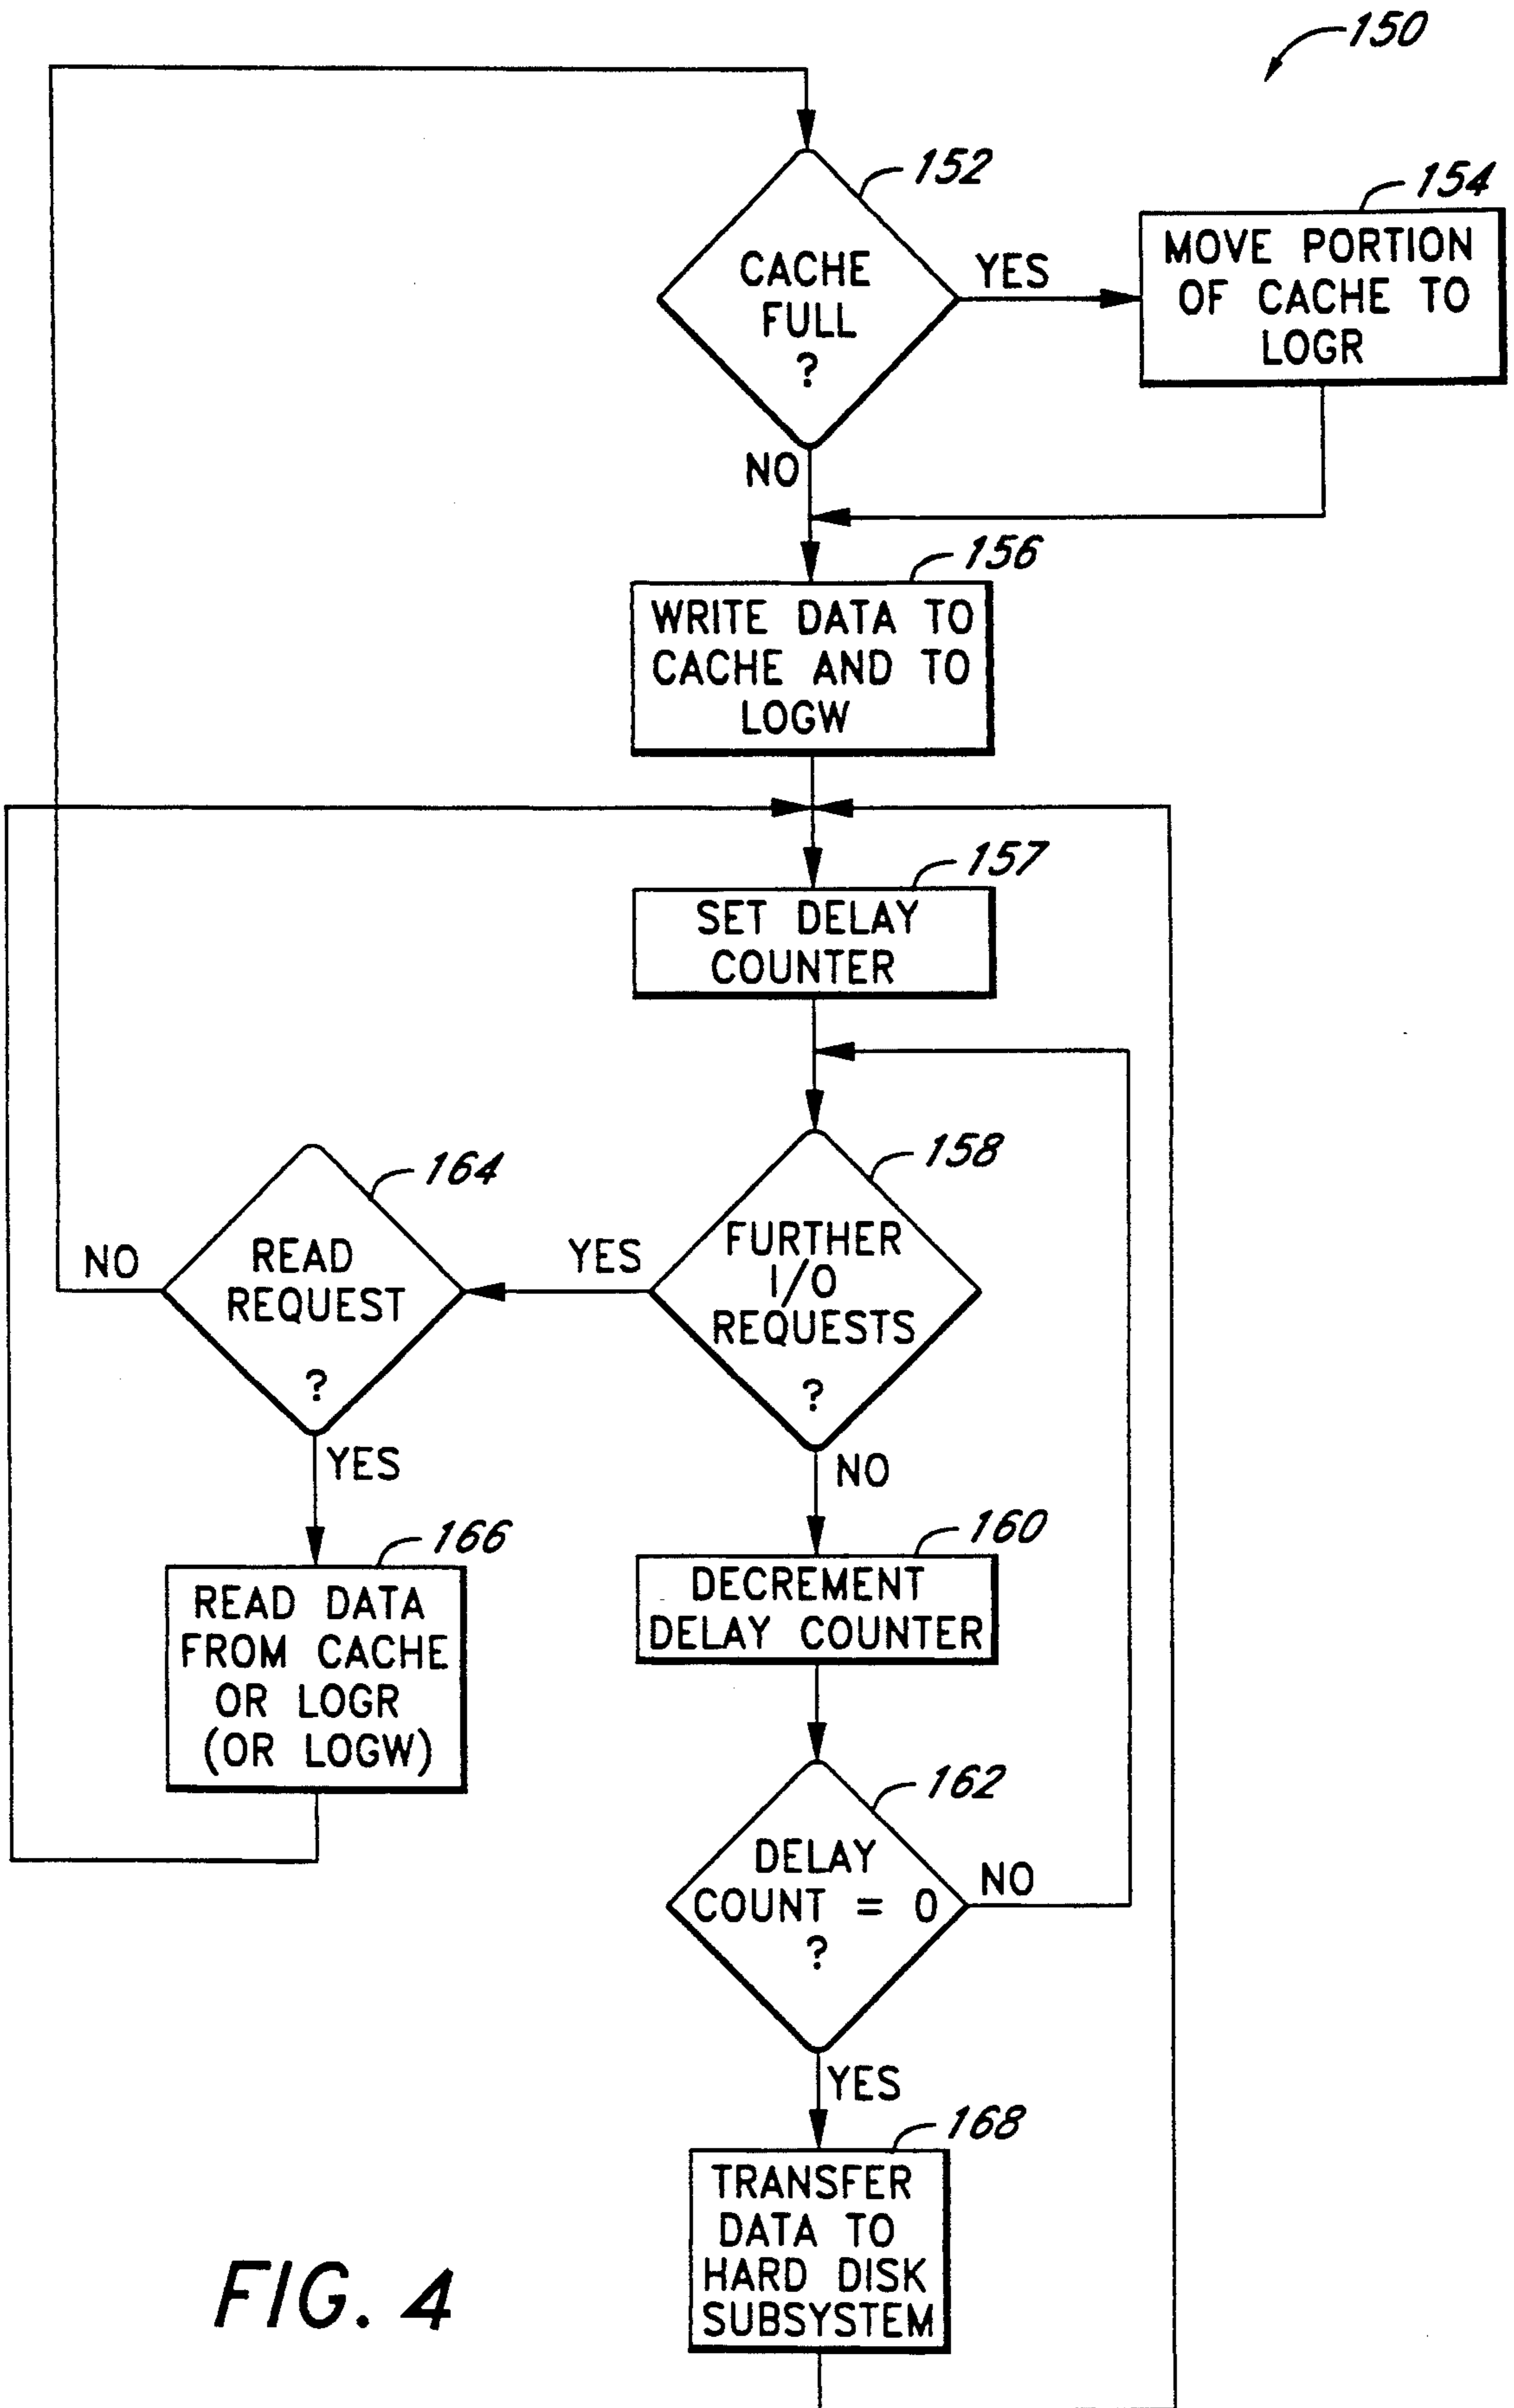 150
152
CACHE
FULL
?
YES
154
MOVE PORTION
OF CACHE TO
LOGR
NO
156
WRITE DATA TO
CACHE AND TO
LOGW
157
SET DELAY
COUNTER
158
FURTHER
I/O
REQUESTS
?
YES
164
READ
REQUEST
?
NO
YES
166
READ DATA
FROM CACHE
OR LOGR
(OR LOGW)
NO
160
DECREMENT
DELAY COUNTER
162
DELAY
COUNT = 0
?
NO
YES
168
TRANSFER
DATA TO
HARD DISK
SUBSYSTEM
FIG. 4